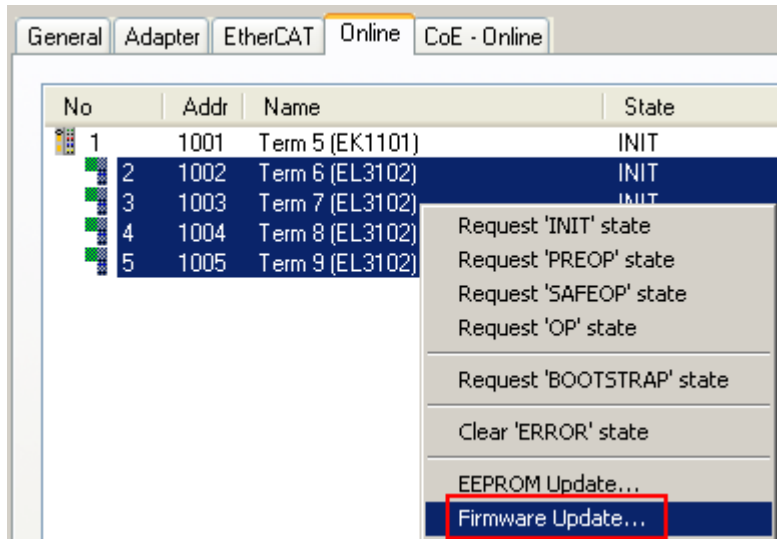 General Adapter EtherCAT Online CoE - Online
No Addr Name State
1 1001 Term 5 (EK1101) INIT
2 1002 Term 6 (EL3102) INIT
3 1003 Term 7 (EL3102) INIT
4 1004 Term 8 (EL3102)
5 1005 Term 9 (EL3102)
Request 'INIT' state
Request 'PREOP' state
Request 'SAFEOP' state
Request 'OP' state
Request 'BOOTSTRAP' state
Clear 'ERROR' state
EEPROM Update...
Firmware Update...